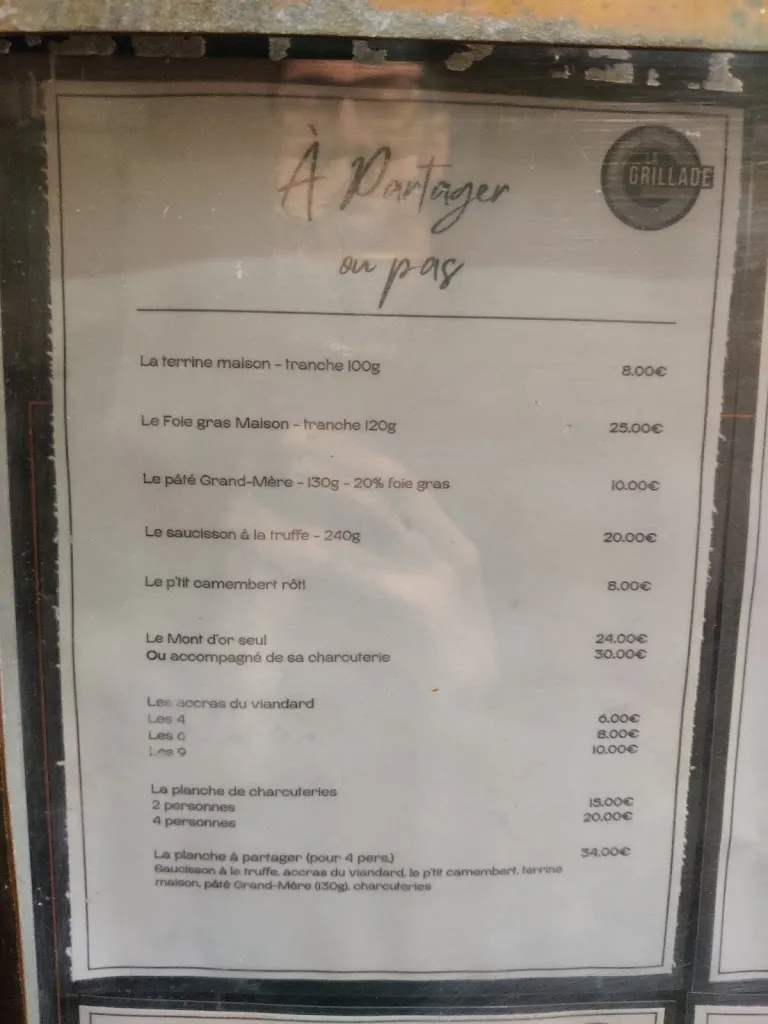 À Partager
ou pas
LE
GRILLADE
La terrine maison - tranche 100g 8.00€
Le Foie gras Maison - tranche 120g 25.00€
Le pâté Grand-Mère - 130g - 20% foie gras 10.00€
Le saucisson à la truffe - 240g 20.00€
Le p'tit camembert rôti 8.00€
Le Mont d'or seul 24.00€
Ou accompagné de sa charcuterie 30.00€
Les accras du viandard
Les 4 6.00€
Les 6 8.00€
Les 9 10.00€
La planche de charcuteries
2 personnes 15.00€
4 personnes 20.00€
La planche à partager (pour 4 pers.) 34.00€
Saucisson à la truffe, accras du viandard, le p'tit camembert, terrine
maison, pâté Grand-Mère (130g), charcuteries